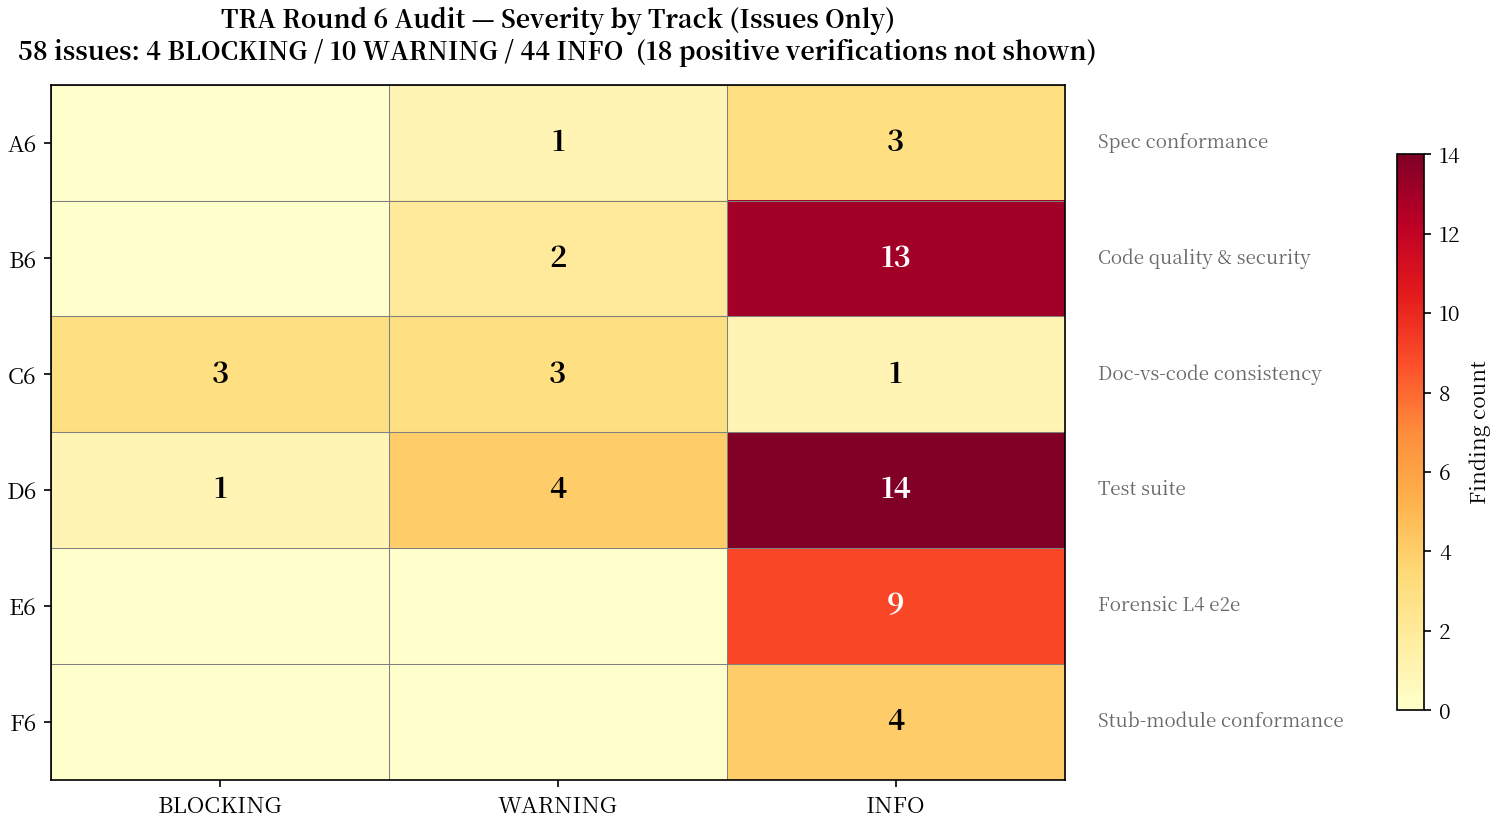 TRA Round 6 Audit — Severity by Track (Issues Only)
58 issues: 4 BLOCKING / 10 WARNING / 44 INFO (18 positive verifications not shown)
A6 1 3 Spec conformance
B6 2 13 Code quality & security
C6 3 3 1 Doc-vs-code consistency
D6 1 4 14 Test suite
E6 9 Forensic L4 e2e
F6 4 Stub-module conformance
BLOCKING WARNING INFO
14
12
10
8
6
4
2
0
Finding count